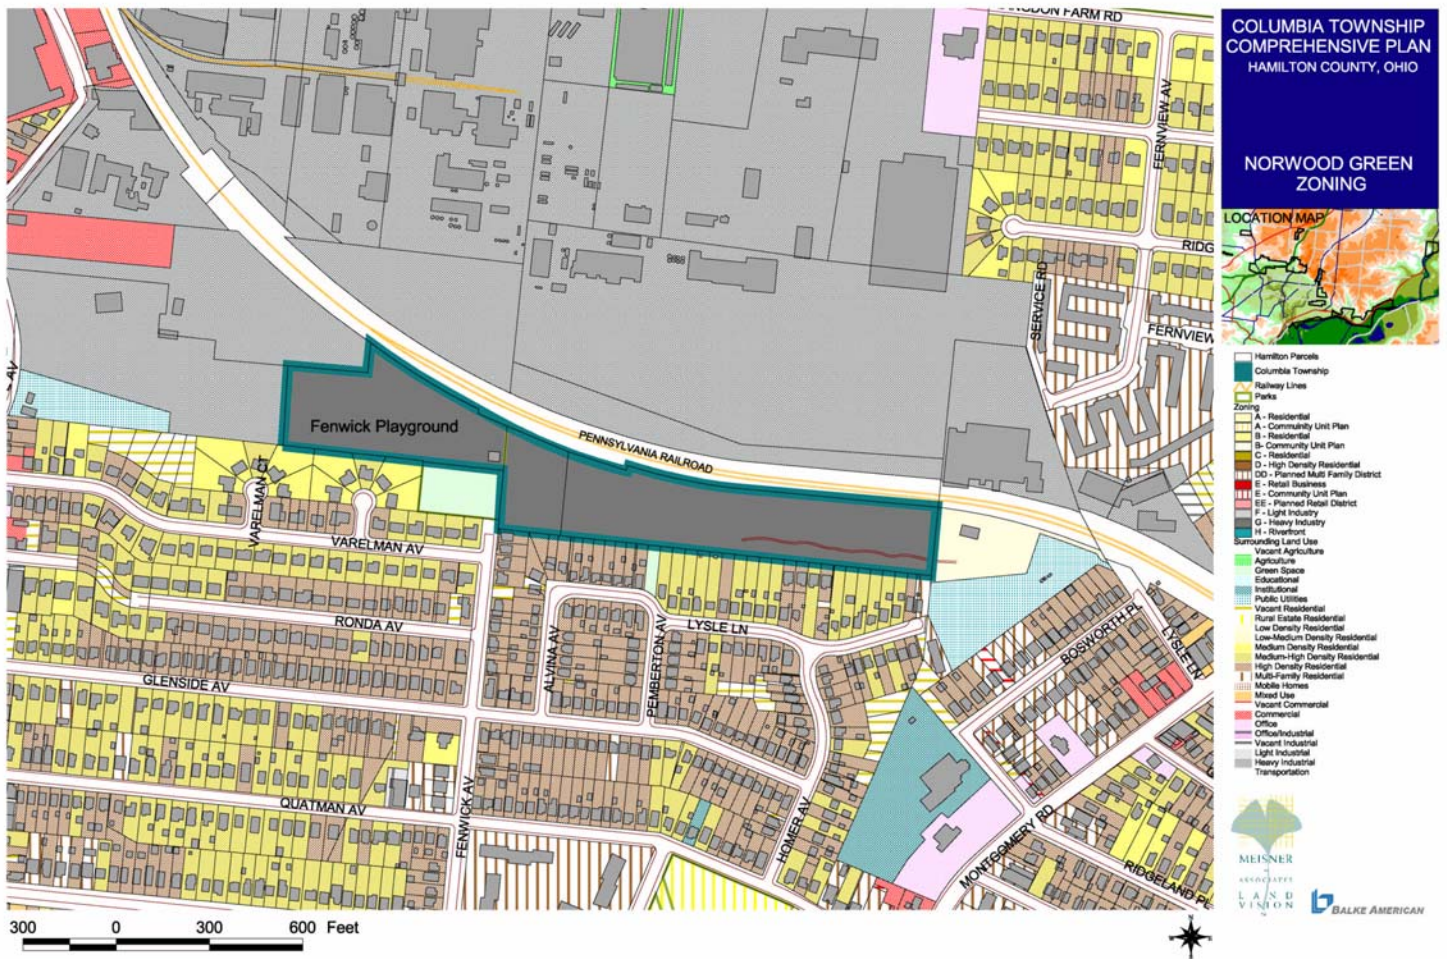 COLUMBIA TOWNSHIP
COMPREHENSIVE PLAN
HAMILTON COUNTY, OHIO
NORWOOD GREEN
ZONING
LOCATION MAP
Hamilton Parcels
Columbia Township
Railway Lines
Parks
Zoning
A - Residential
A - Community Unit Plan
B - Residential
B- Community Unit Plan
C - Residential
D - High Density Residential
DD - Planned Multi Family District
E - Retail Business
E - Community Unit Plan
EE - Planned Retail District
F - Light Industry
G - Heavy Industry
H - Riverfront
Surrounding Land Use
Vacant Agriculture
Agriculture
Green Space
Educational
Institutional
Public Utilities
Vacant Residential
Rural Estate Residential
Low Density Residential
Low-Medium Density Residential
Medium Density Residential
Medium-High Density Residential
High Density Residential
Multi-Family Residential
Mobile Homes
Mixed Use
Vacant Commercial
Commercial
Office
Office/Industrial
Vacant Industrial
Light Industrial
Heavy Industrial
Transportation
MEISNER
ASSOCIATES
LAND
VISION
BALKE AMERICAN
FARM RD
FERNVIEW AV
RIDG
SERVICE RD
FERNVIEW
AV
Fenwick Playground
PENNSYLVANIA RAILROAD
VARELMAN CT
VARELMAN AV
RONDA AV
GLENSIDE AV
QUATMAN AV
FENWICK AV
ALVINA AV
PEMBERTON AV
LYSLE LN
HOMER AV
BOSWORTH PL
LYSLE LN
MONTGOMERY RD
RIDGELAND PL
300 0 300 600 Feet